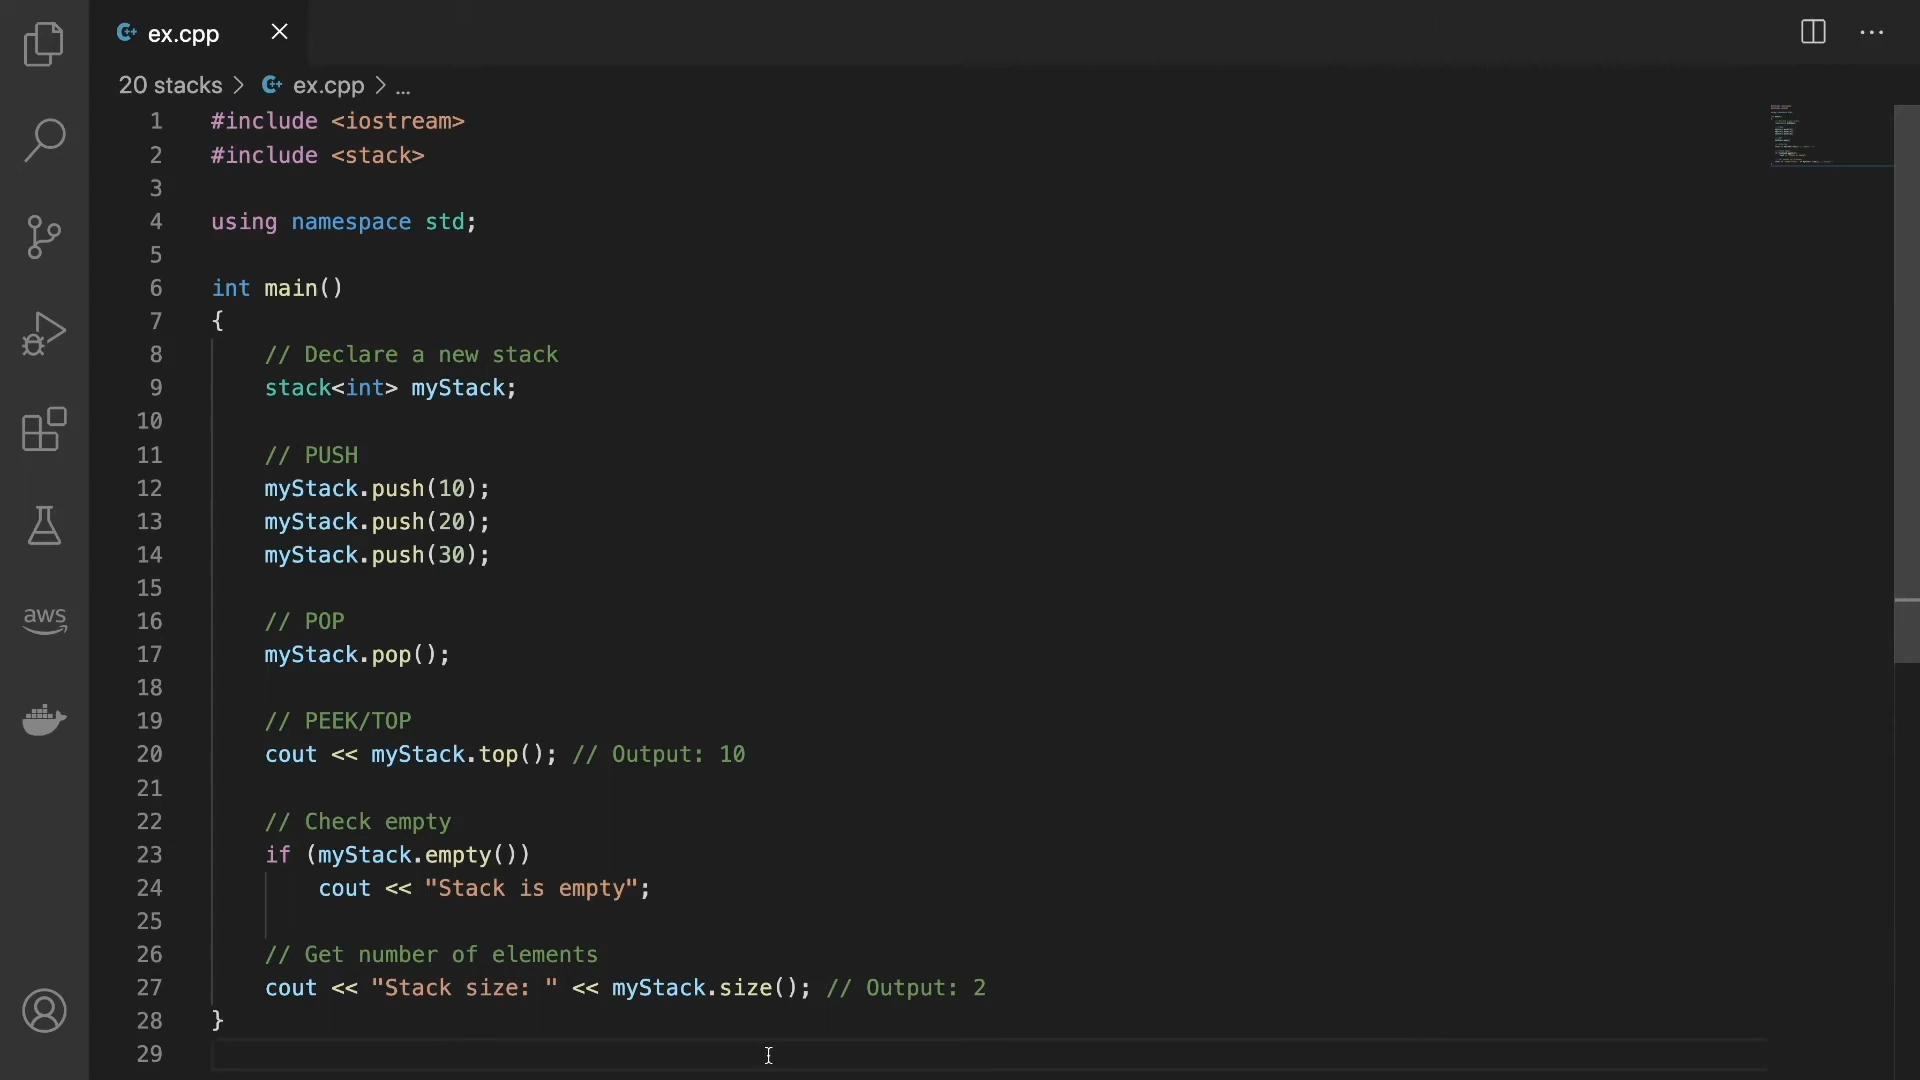 ex.cpp
20 stacks > ex.cpp > ...
1 #include <iostream>
2 #include <stack>
3
4 using namespace std;
5
6 int main()
7 {
8 // Declare a new stack
9 stack<int> myStack;
10
11 // PUSH
12 myStack.push(10);
13 myStack.push(20);
14 myStack.push(30);
15
16 // POP
17 myStack.pop();
18
19 // PEEK/TOP
20 cout << myStack.top(); // Output: 10
21
22 // Check empty
23 if (myStack.empty())
24 cout << "Stack is empty";
25
26 // Get number of elements
27 cout << "Stack size: " << myStack.size(); // Output: 2
28 }
29
aws